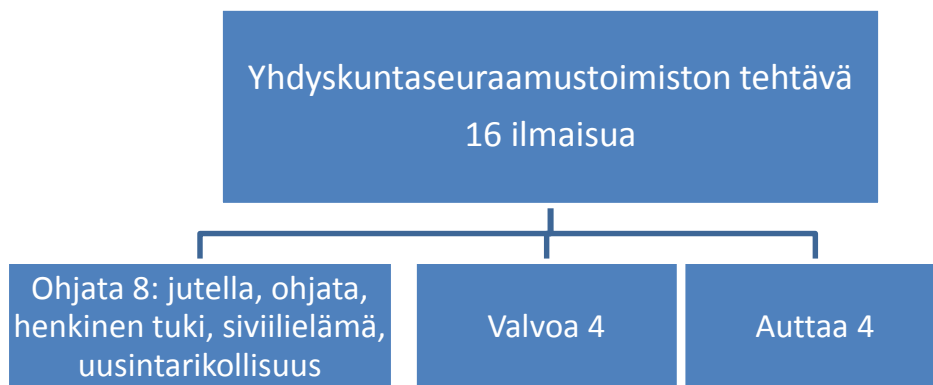 Yhdyskuntaseuraamustoimiston tehtävä
16 ilmaisua
Ohjata 8: jutella, ohjata,
henkinen tuki, siviilielämä,
uusintarikollisuus
Valvoa 4
Auttaa 4